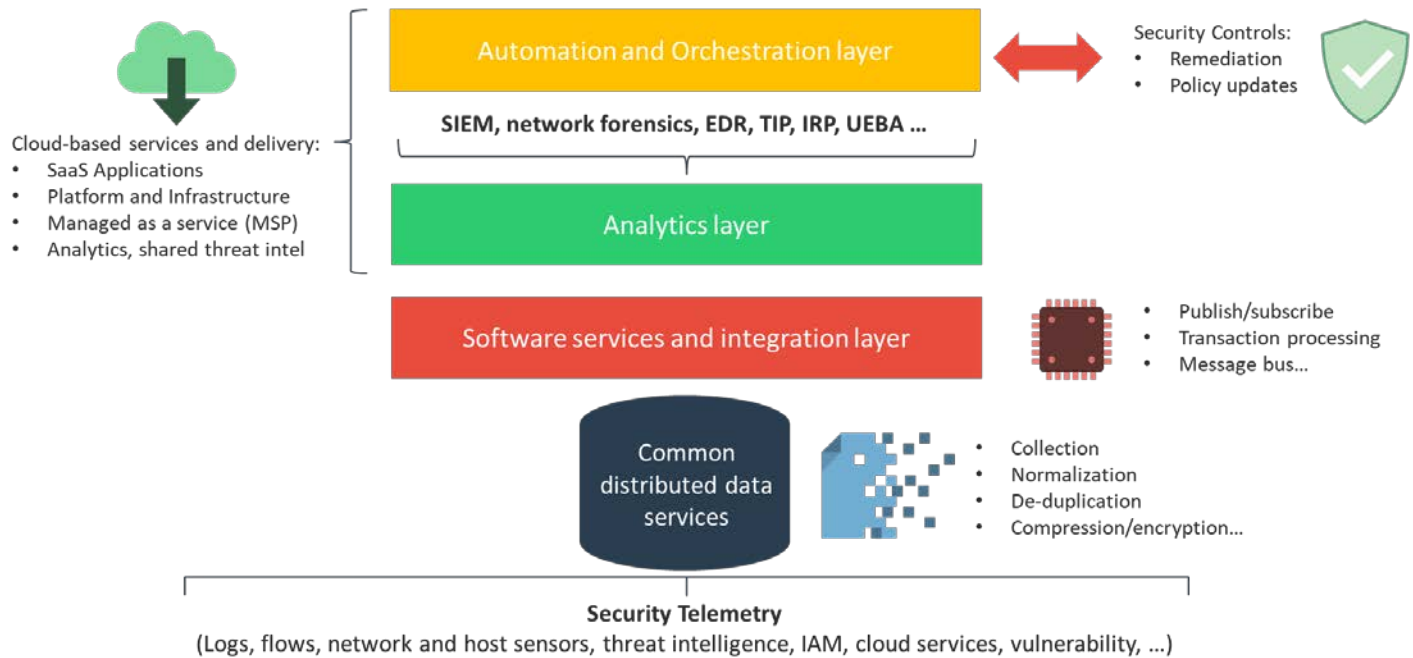 Automation and Orchestration layer
Security Controls:
• Remediation
• Policy updates
SIEM, network forensics, EDR, TIP, IRP, UEBA ...
Cloud-based services and delivery:
• SaaS Applications
• Platform and Infrastructure
• Managed as a service (MSP)
• Analytics, shared threat intel
Analytics layer
Software services and integration layer
• Publish/subscribe
• Transaction processing
• Message bus...
Common
distributed data
services
• Collection
• Normalization
• De-duplication
• Compression/encryption...
Security Telemetry
(Logs, flows, network and host sensors, threat intelligence, IAM, cloud services, vulnerability, ...)